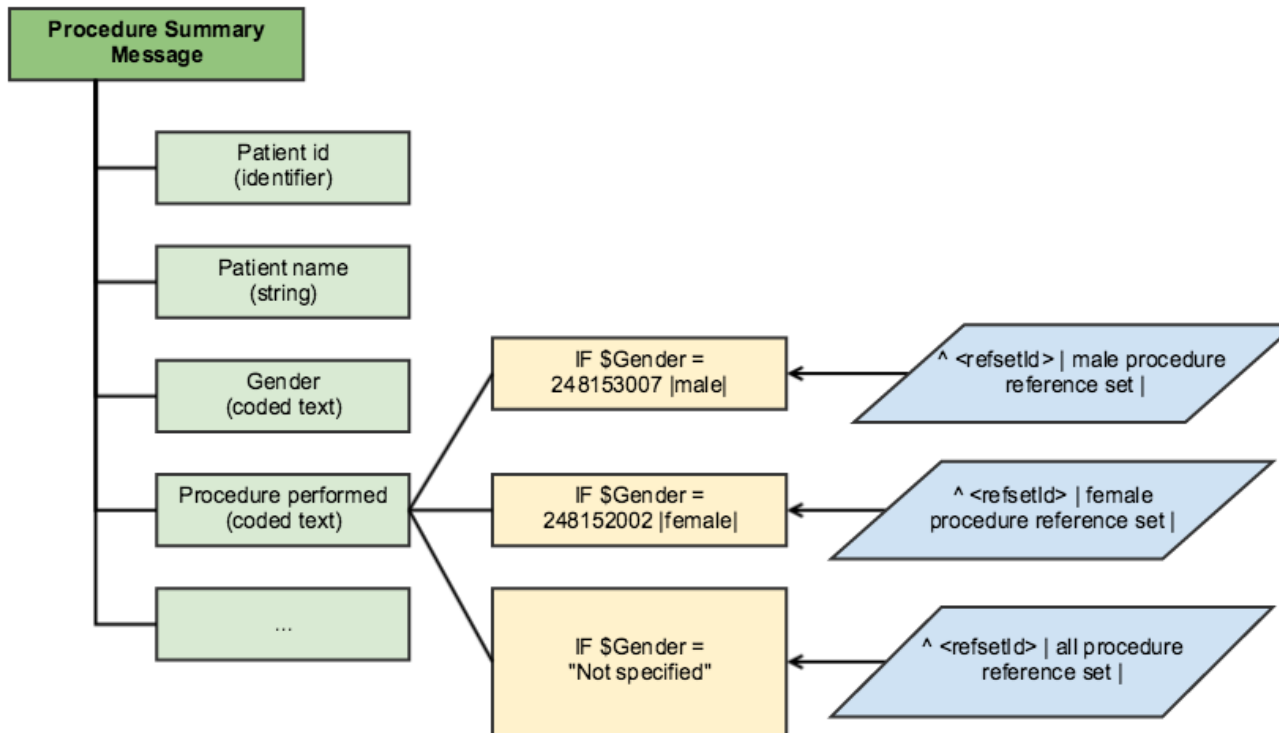 Procedure Summary
Message
Patient id
(identifier)
Patient name
(string)
Gender
(coded text)
Procedure performed
(coded text)
...
IF $Gender =
248153007 |male|
IF $Gender =
248152002 |female|
IF $Gender =
"Not specified"
^ <refsetId> | male procedure
reference set |
^ <refsetId> | female
procedure reference set |
^ <refsetId> | all procedure
reference set |